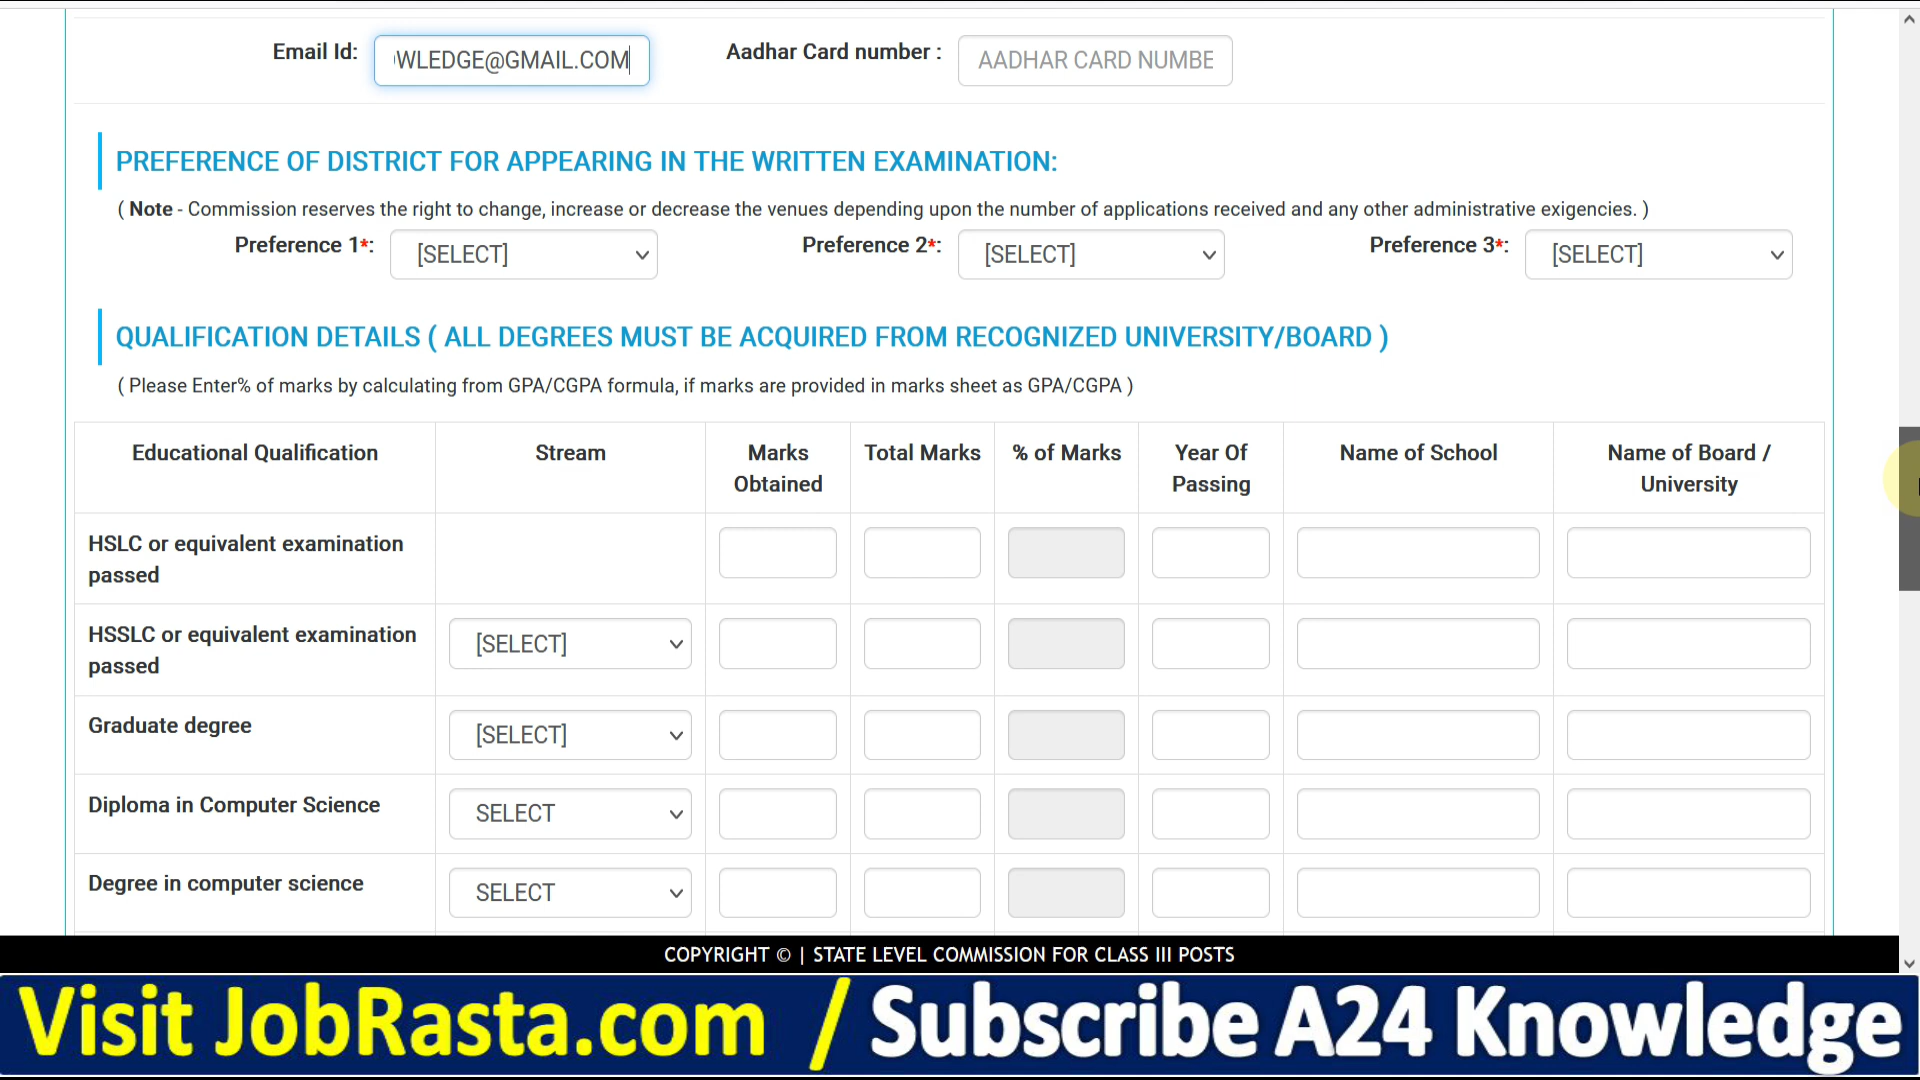 Email Id: WLEDGE@GMAIL.COM Aadhar Card number : AADHAR CARD NUMBE
PREFERENCE OF DISTRICT FOR APPEARING IN THE WRITTEN EXAMINATION:
( Note - Commission reserves the right to change, increase or decrease the venues depending upon the number of applications received and any other administrative exigencies. )
Preference 1*: [SELECT] Preference 2*: [SELECT] Preference 3*: [SELECT]
QUALIFICATION DETAILS ( ALL DEGREES MUST BE ACQUIRED FROM RECOGNIZED UNIVERSITY/BOARD )
( Please Enter% of marks by calculating from GPA/CGPA formula, if marks are provided in marks sheet as GPA/CGPA )
Educational Qualification Stream Marks Total Marks % of Marks Year Of Name of School Name of Board /
Obtained Passing University
HSLC or equivalent examination
passed
HSSLC or equivalent examination [SELECT]
passed
Graduate degree [SELECT]
Diploma in Computer Science SELECT
Degree in computer science SELECT
COPYRIGHT © | STATE LEVEL COMMISSION FOR CLASS III POSTS
Visit JobRasta.com / Subscribe A24 Knowledge